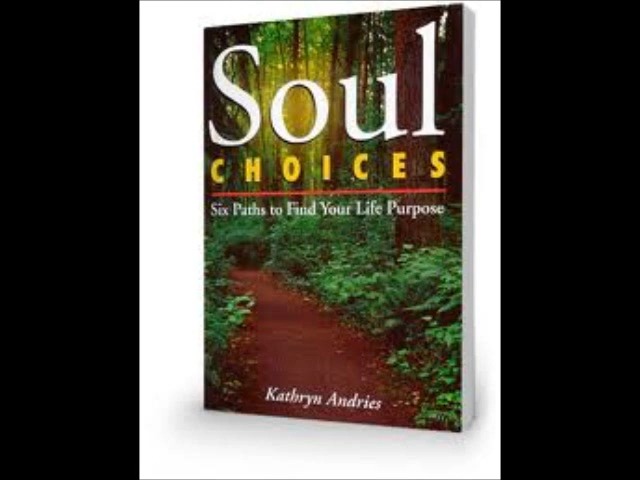 Soul
CHOICES
Six Paths to Find Your Life Purpose
Kathryn Andries